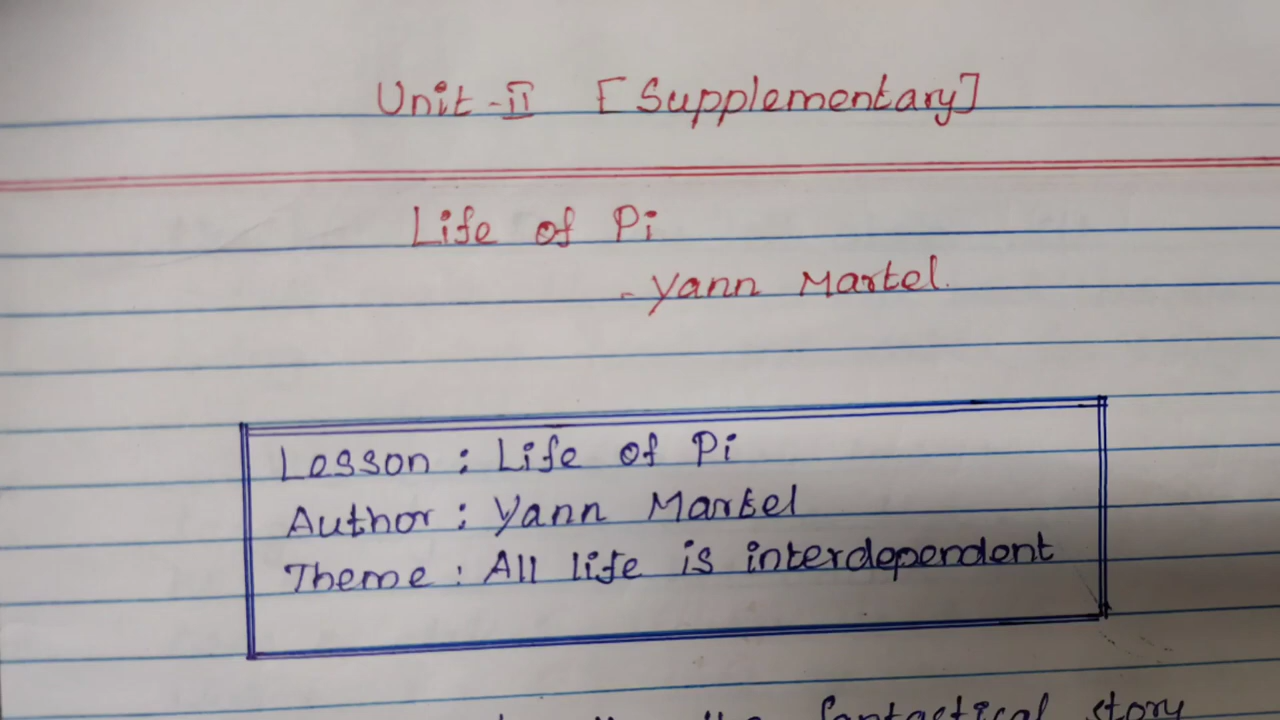 Unit-II [Supplementary]
Life of Pi
- Yann Martel.
Lesson : Life of Pi
Author : Yann Martel
Theme : All life is interdependent
fantastical story